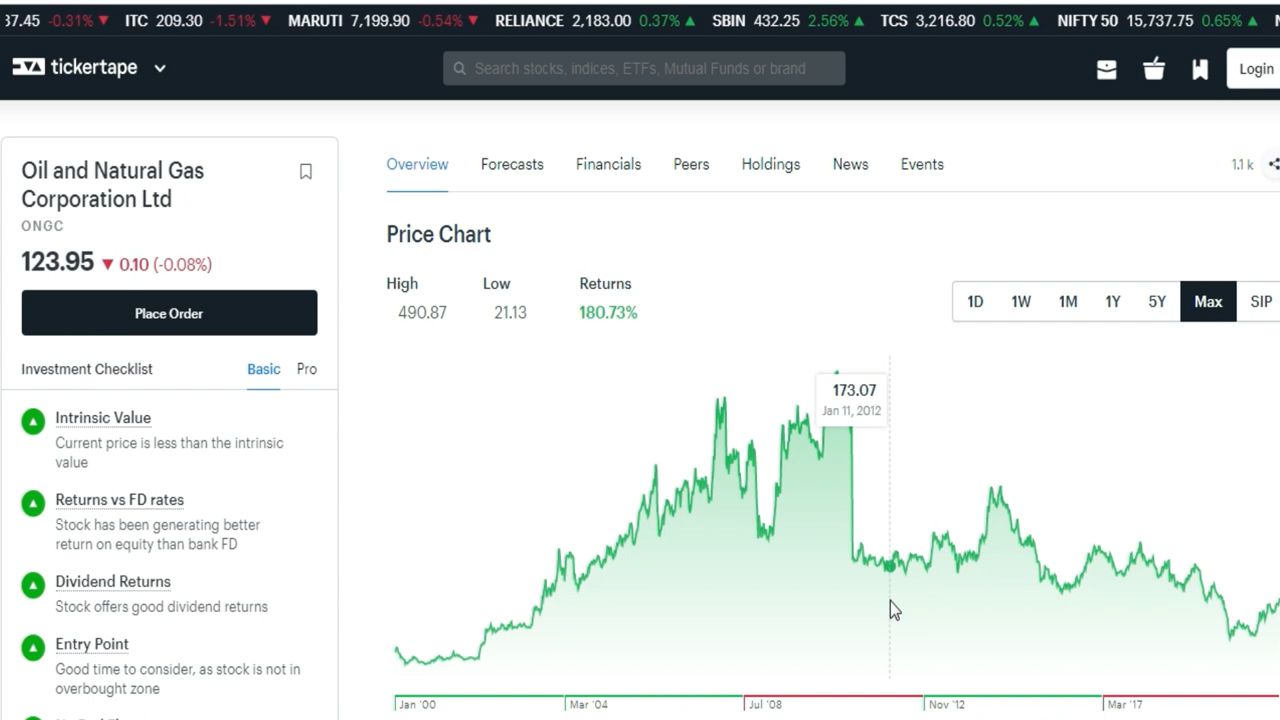 37.45 -0.31% ▼ ITC 209.30 -1.51% ▼ MARUTI 7,199.90 -0.54% ▼ RELIANCE 2,183.00 0.37% ▲ SBIN 432.25 2.56% ▲ TCS 3,216.80 0.52% ▲ NIFTY 50 15,737.75 0.65% ▲
tickertape
Search stocks, indices, ETFs, Mutual Funds or brand
Login
Oil and Natural Gas
Corporation Ltd
ONGC
123.95 ▼ 0.10 (-0.08%)
Place Order
Investment Checklist Basic Pro
Intrinsic Value
Current price is less than the intrinsic
value
Returns vs FD rates
Stock has been generating better
return on equity than bank FD
Dividend Returns
Stock offers good dividend returns
Entry Point
Good time to consider, as stock is not in
overbought zone
Overview Forecasts Financials Peers Holdings News Events 1.1 k
Price Chart
High Low Returns
490.87 21.13 180.73%
1D 1W 1M 1Y 5Y Max SIP
173.07
Jan 11, 2012
Jan '00 Mar '04 Jul '08 Nov '12 Mar '17